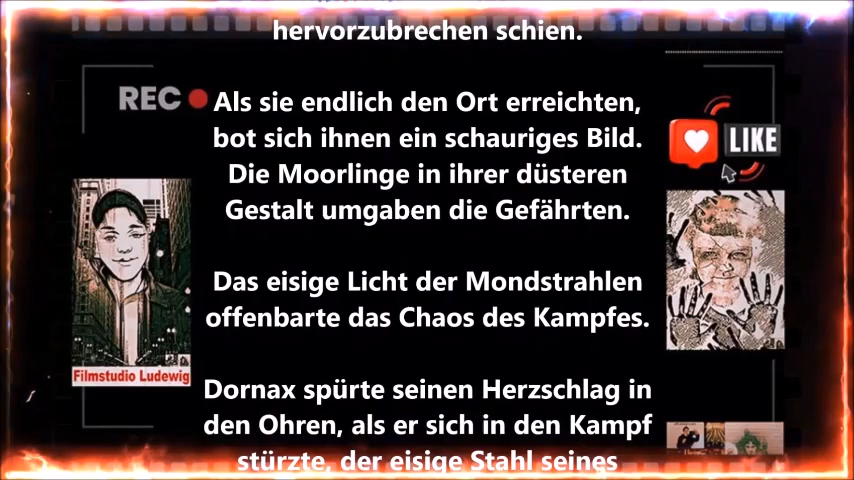 hervorzubrechen schien.
REC
Als sie endlich den Ort erreichten,
bot sich ihnen ein schauriges Bild.
Die Moorlinge in ihrer düsteren
Gestalt umgaben die Gefährten.
LIKE
Das eisige Licht der Mondstrahlen
offenbarte das Chaos des Kampfes.
Filmstudio Ludewig
Dornax spürte seinen Herzschlag in
den Ohren, als er sich in den Kampf
stürzte, der eisige Stahl seines